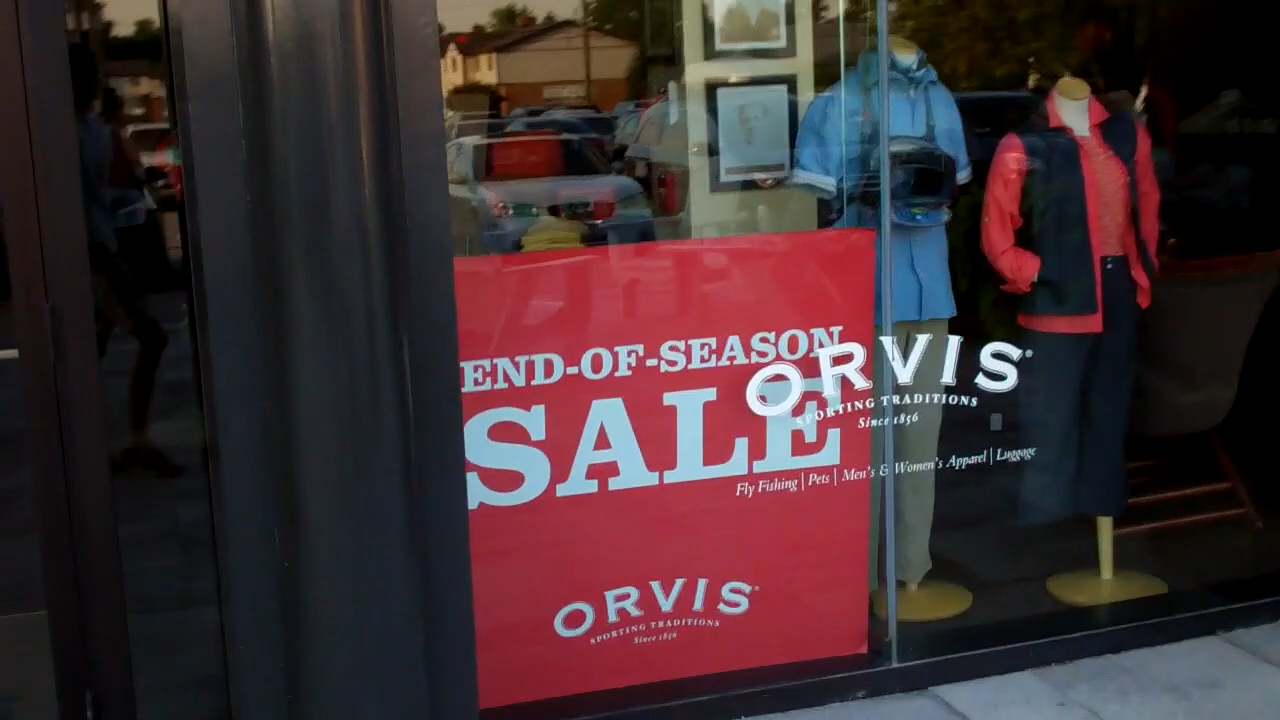 END-OF-SEASON
SALE
ORVIS®
SPORTING TRADITIONS
Since 1856
ORVIS®
SPORTING TRADITIONS
Since 1856
Fly Fishing | Pets | Men's & Women's Apparel | Luggage